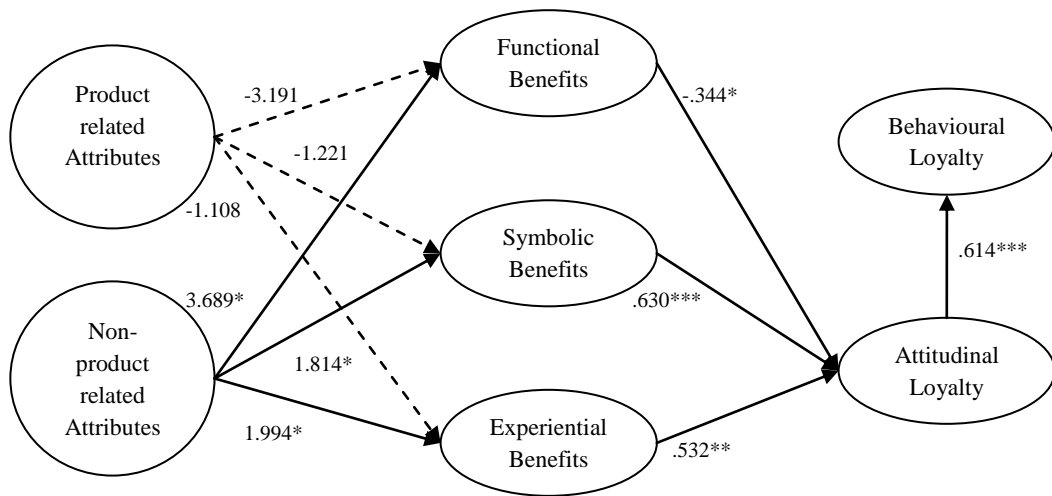 Product
related
Attributes
Non-
product
related
Attributes
-3.191
-1.221
-1.108
3.689*
1.814*
1.994*
Functional
Benefits
Symbolic
Benefits
Experiential
Benefits
-.344*
.630***
.532**
Behavioural
Loyalty
.614***
Attitudinal
Loyalty